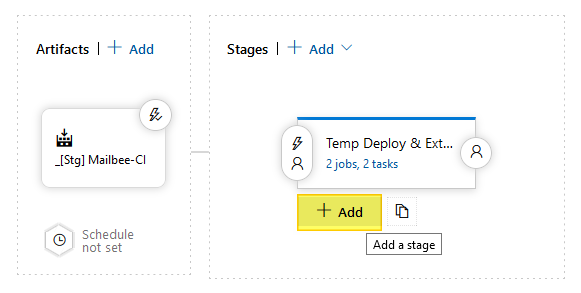 Artifacts | + Add
_[Stg] Mailbee-CI
Schedule
not set
Stages | + Add
Temp Deploy & Ext...
2 jobs, 2 tasks
+ Add
Add a stage